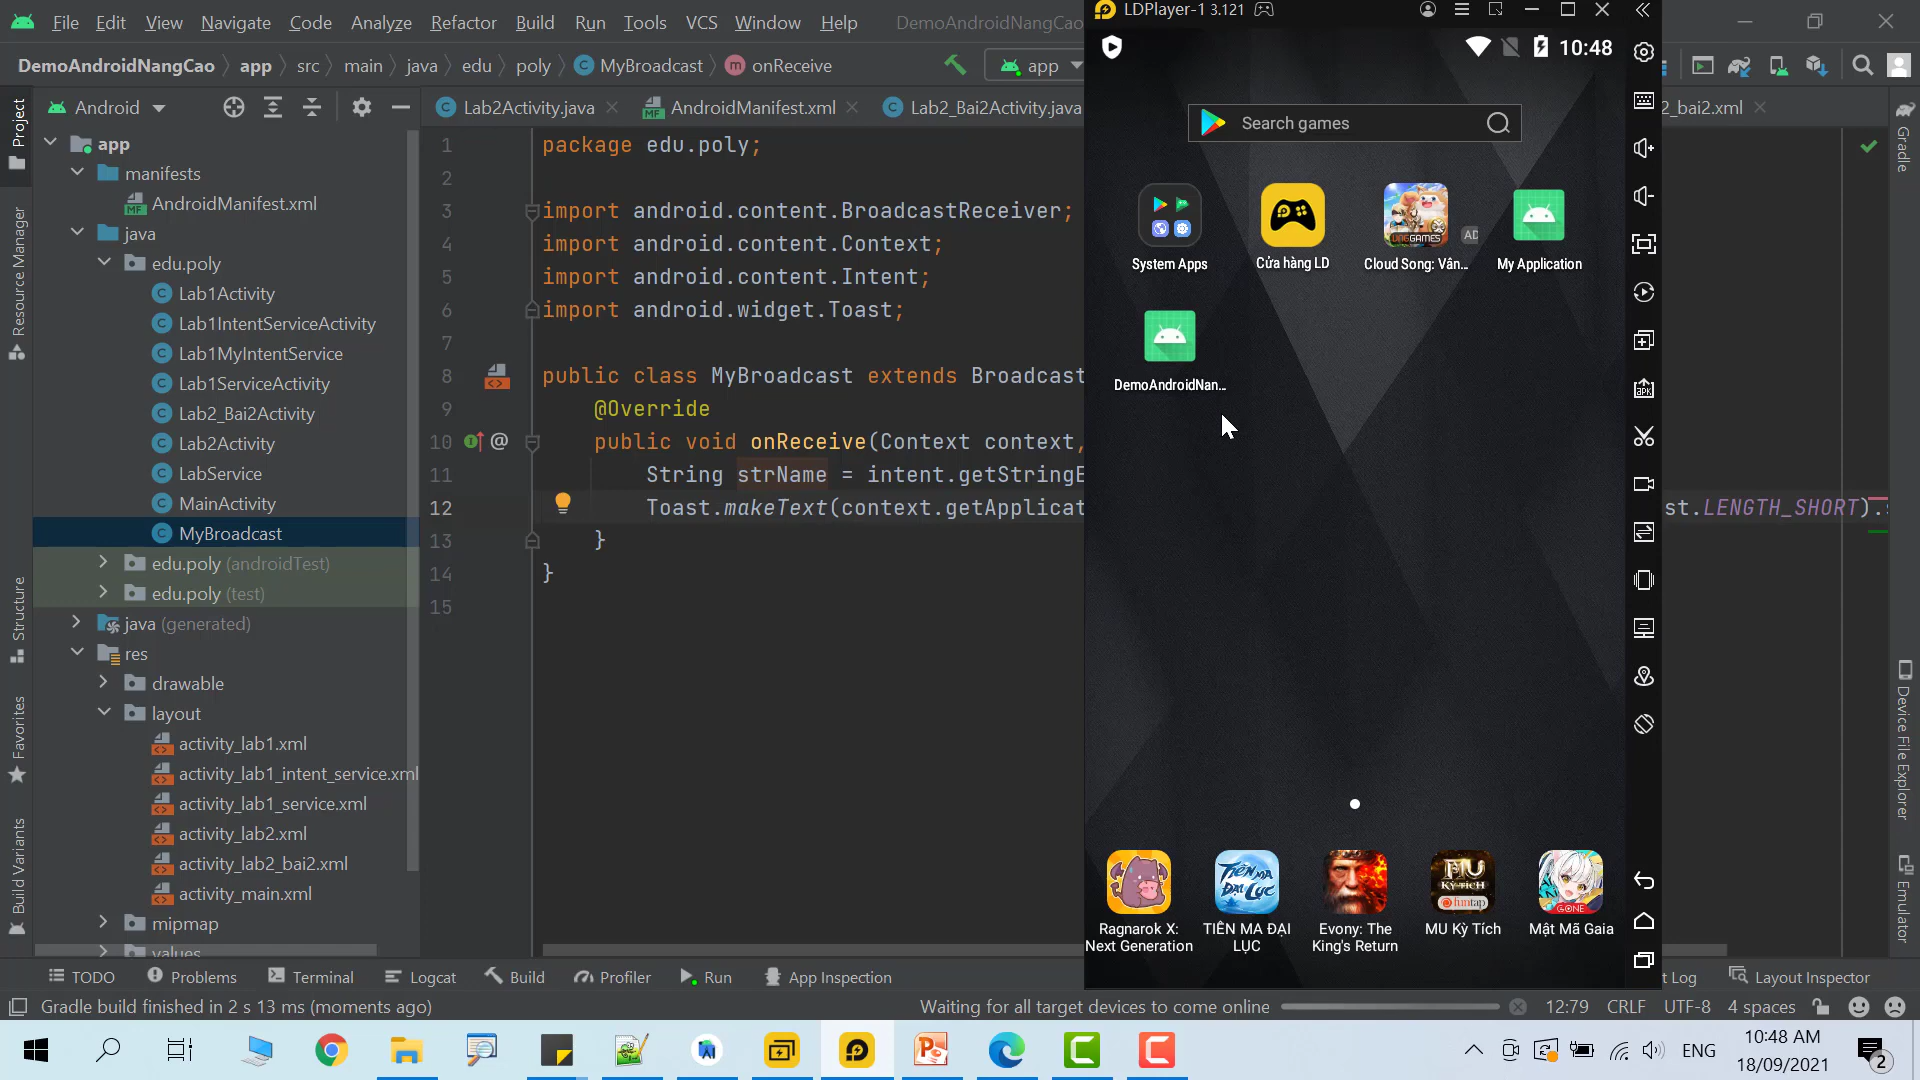 File Edit View Navigate Code Analyze Refactor Build Run Tools VCS Window Help DemoAndroidNangCao
DemoAndroidNangCao app src main java edu poly MyBroadcast onReceive app
Android
Lab2Activity.java AndroidManifest.xml Lab2_Bai2Activity.java 2_bai2.xml
Project
Resource Manager
Structure
Favorites
Build Variants
app
manifests
AndroidManifest.xml
java
edu.poly
Lab1Activity
Lab1IntentServiceActivity
Lab1MyIntentService
Lab1ServiceActivity
Lab2_Bai2Activity
Lab2Activity
LabService
MainActivity
MyBroadcast
edu.poly (androidTest)
edu.poly (test)
java (generated)
res
drawable
layout
activity_lab1.xml
activity_lab1_intent_service.xml
activity_lab1_service.xml
activity_lab2.xml
activity_lab2_bai2.xml
activity_main.xml
mipmap
values
1 package edu.poly;
2
3 import android.content.BroadcastReceiver;
4 import android.content.Context;
5 import android.content.Intent;
6 import android.widget.Toast;
7
8 public class MyBroadcast extends Broadcast
9 @Override
10 public void onReceive(Context context,
11 String strName = intent.getStringE
12 Toast.makeText(context.getApplicat st.LENGTH_SHORT).
13 }
14 }
15
LDPlayer-1 3.121
10:48
Search games
System Apps
Cửa hàng LD
Cloud Song: Vân...
AD
My Application
DemoAndroidNan...
Ragnarok X: Next Generation
TIÊN MA ĐẠI LỤC
Evony: The King's Return
MU Kỳ Tích
Mật Mã Gaia
Gradle
Device File Explorer
Emulator
TODO Problems Terminal Logcat Build Profiler Run App Inspection t Log Layout Inspector
Gradle build finished in 2 s 13 ms (moments ago) Waiting for all target devices to come online 12:79 CRLF UTF-8 4 spaces
ENG
10:48 AM
18/09/2021
2